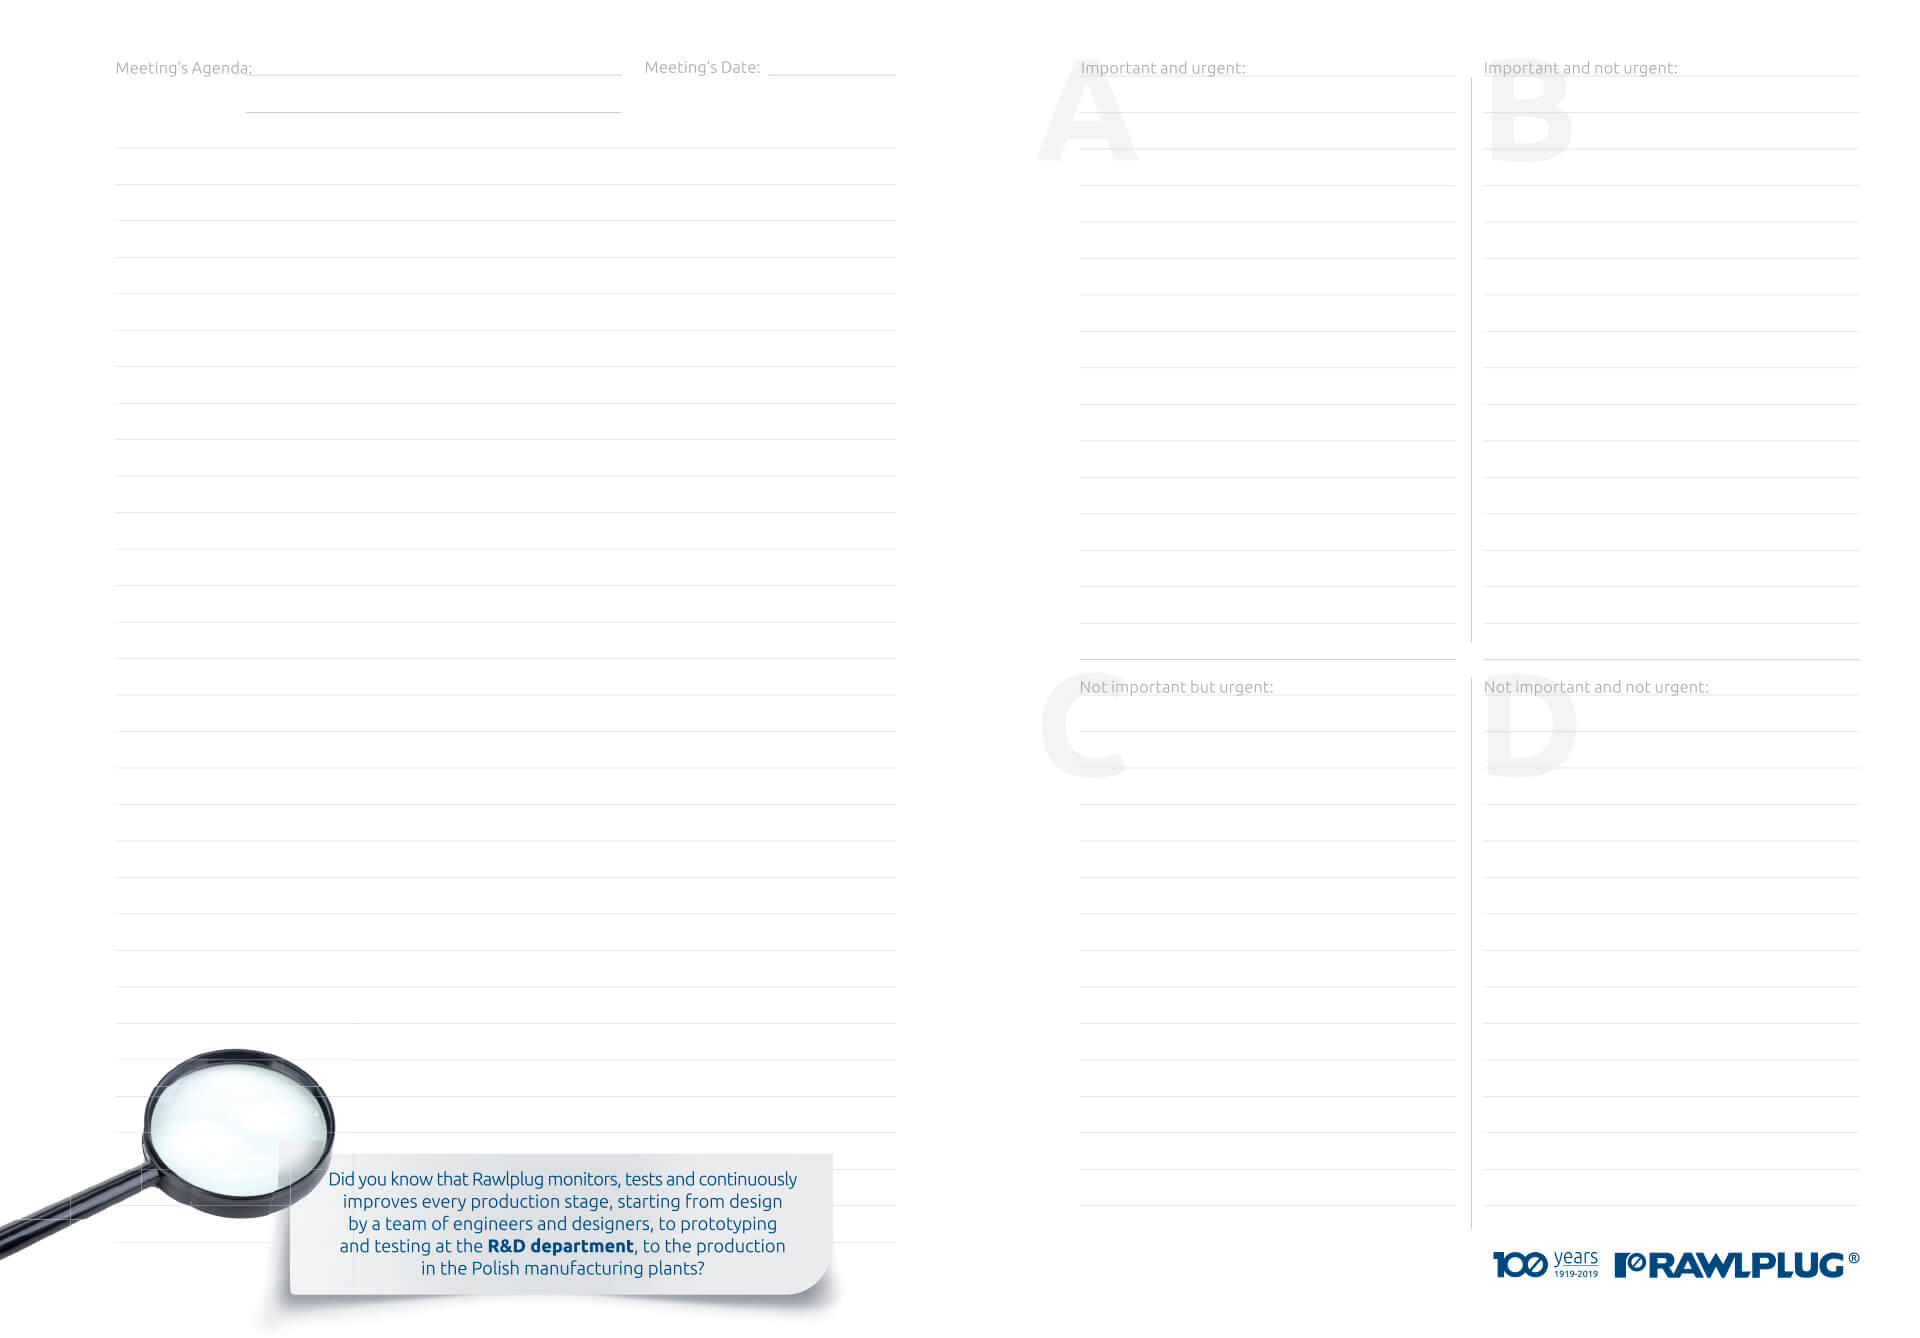 Meeting's Agenda:
Meeting's Date:
A
Important and urgent:
B
Important and not urgent:
C
Not important but urgent:
D
Not important and not urgent:
Did you know that Rawlplug monitors, tests and continuously
improves every production stage, starting from design
by a team of engineers and designers, to prototyping
and testing at the R&D department, to the production
in the Polish manufacturing plants?
100 years
1919-2019
RAWLPLUG®